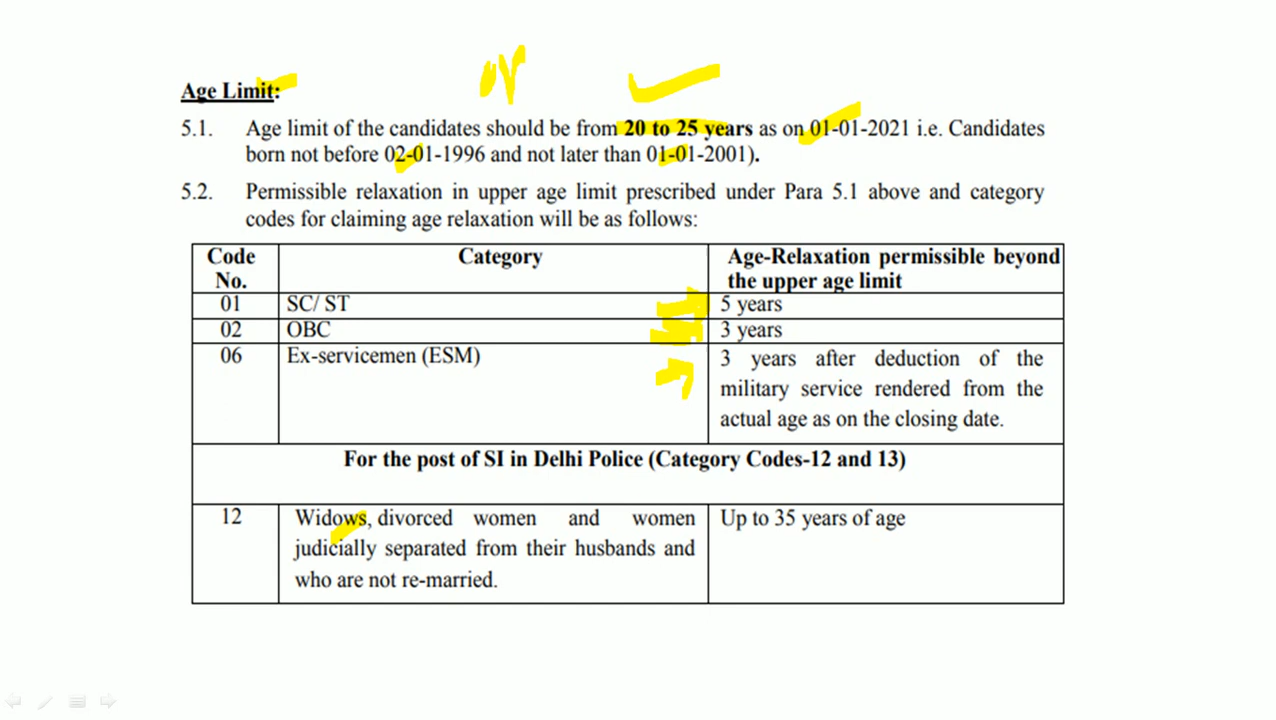 Age Limit:
5.1. Age limit of the candidates should be from 20 to 25 years as on 01-01-2021 i.e. Candidates
born not before 02-01-1996 and not later than 01-01-2001).
5.2. Permissible relaxation in upper age limit prescribed under Para 5.1 above and category
codes for claiming age relaxation will be as follows:
Code No. Category Age-Relaxation permissible beyond
the upper age limit
01 SC/ ST 5 years
02 OBC 3 years
06 Ex-servicemen (ESM) 3 years after deduction of the
military service rendered from the
actual age as on the closing date.
For the post of SI in Delhi Police (Category Codes-12 and 13)
12 Widows, divorced women and women Up to 35 years of age
judicially separated from their husbands and
who are not re-married.